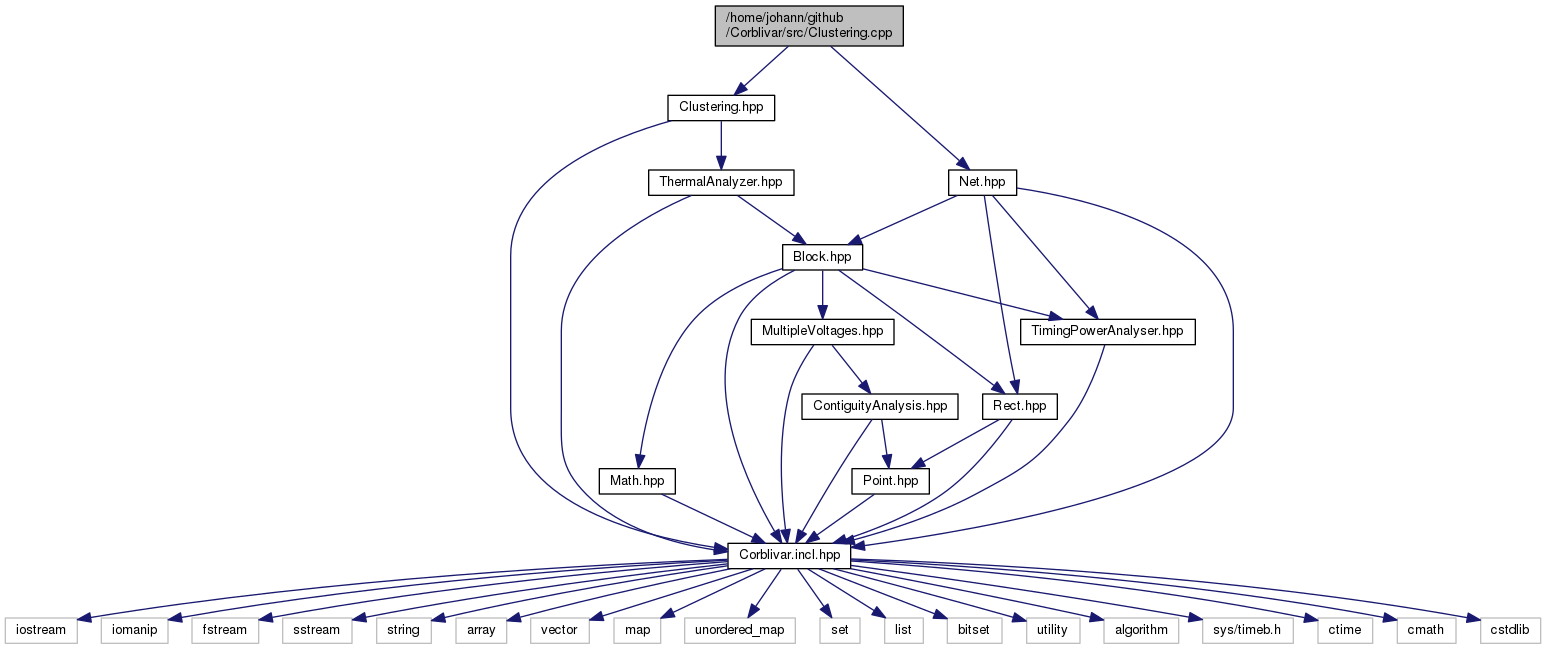 /home/johann/github
/Corblivar/src/Clustering.cpp
Clustering.hpp
ThermalAnalyzer.hpp
Net.hpp
Block.hpp
MultipleVoltages.hpp
TimingPowerAnalyser.hpp
ContiguityAnalysis.hpp
Rect.hpp
Math.hpp
Point.hpp
Corblivar.incl.hpp
iostream
iomanip
fstream
sstream
string
array
vector
map
unordered_map
set
list
bitset
utility
algorithm
sys/timeb.h
ctime
cmath
cstdlib